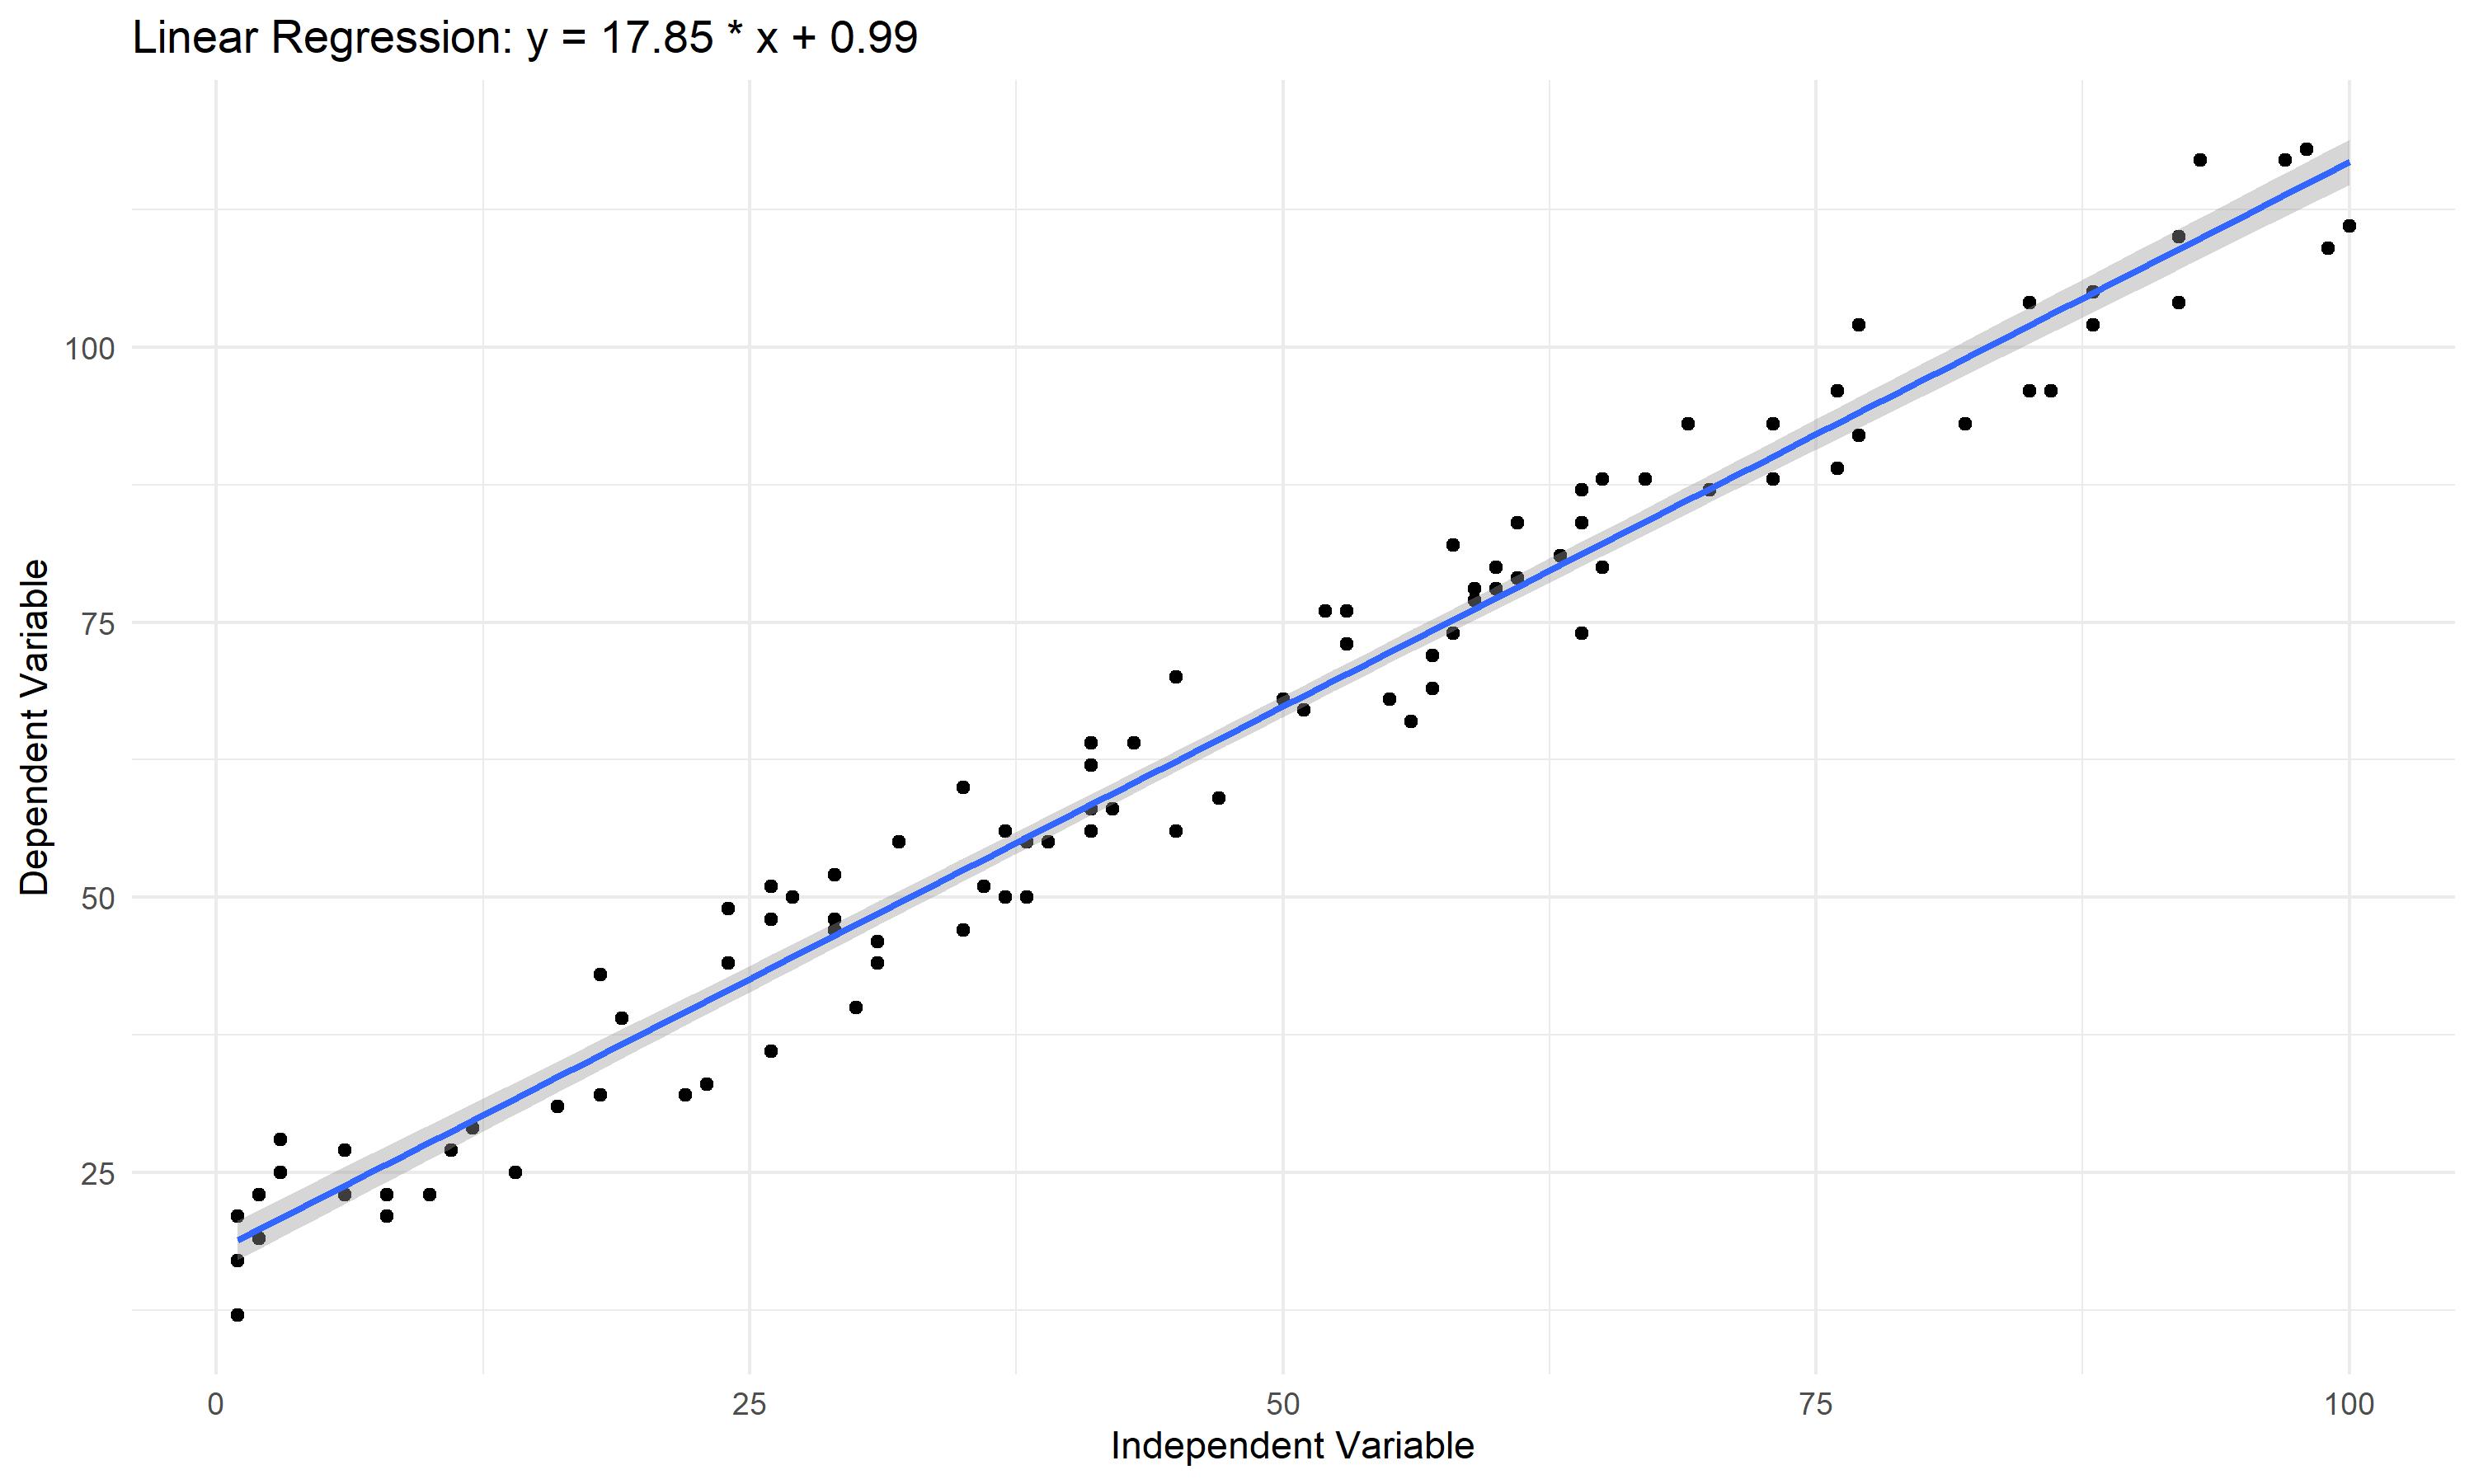 Linear Regression: y = 17.85 * x + 0.99
Dependent Variable
100
75
50
25
0 25 50 75 100
Independent Variable